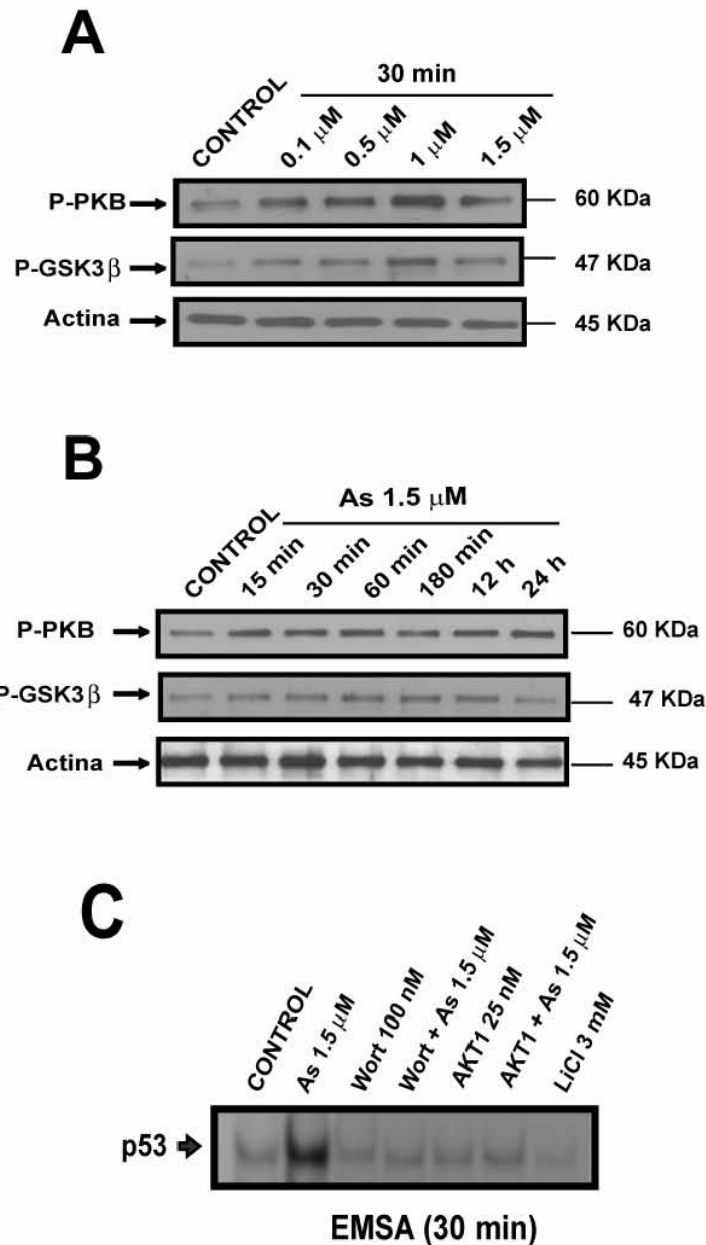 A
30 min
CONTROL
0.1 µM
0.5 µM
1 µM
1.5 µM
P-PKB
60 KDa
P-GSK3β
47 KDa
Actina
45 KDa
B
As 1.5 µM
CONTROL
15 min
30 min
60 min
180 min
12 h
24 h
P-PKB
60 KDa
P-GSK3β
47 KDa
Actina
45 KDa
C
CONTROL
As 1.5 µM
Wort 100 nM
Wort + As 1.5 µM
AKT1 25 nM
AKT1 + As 1.5 µM
LiCl 3 mM
p53
EMSA (30 min)